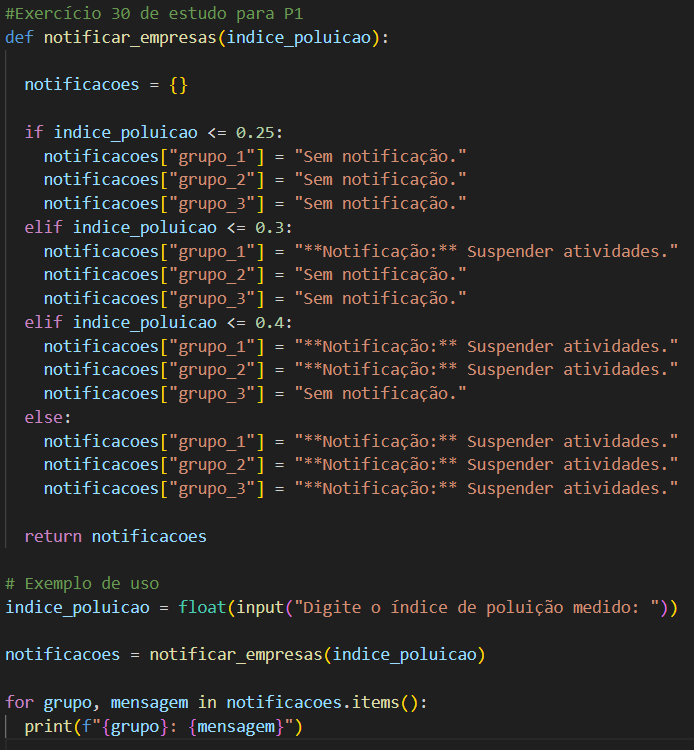 #Exercício 30 de estudo para P1
def notificar_empresas(indice_poluicao):
notificacoes = {}
if indice_poluicao <= 0.25:
notificacoes["grupo_1"] = "Sem notificação."
notificacoes["grupo_2"] = "Sem notificação."
notificacoes["grupo_3"] = "Sem notificação."
elif indice_poluicao <= 0.3:
notificacoes["grupo_1"] = "**Notificação:** Suspender atividades."
notificacoes["grupo_2"] = "Sem notificação."
notificacoes["grupo_3"] = "Sem notificação."
elif indice_poluicao <= 0.4:
notificacoes["grupo_1"] = "**Notificação:** Suspender atividades."
notificacoes["grupo_2"] = "**Notificação:** Suspender atividades."
notificacoes["grupo_3"] = "Sem notificação."
else:
notificacoes["grupo_1"] = "**Notificação:** Suspender atividades."
notificacoes["grupo_2"] = "**Notificação:** Suspender atividades."
notificacoes["grupo_3"] = "**Notificação:** Suspender atividades."
return notificacoes
# Exemplo de uso
indice_poluicao = float(input("Digite o índice de poluição medido: "))
notificacoes = notificar_empresas(indice_poluicao)
for grupo, mensagem in notificacoes.items():
print(f"{grupo}: {mensagem}")